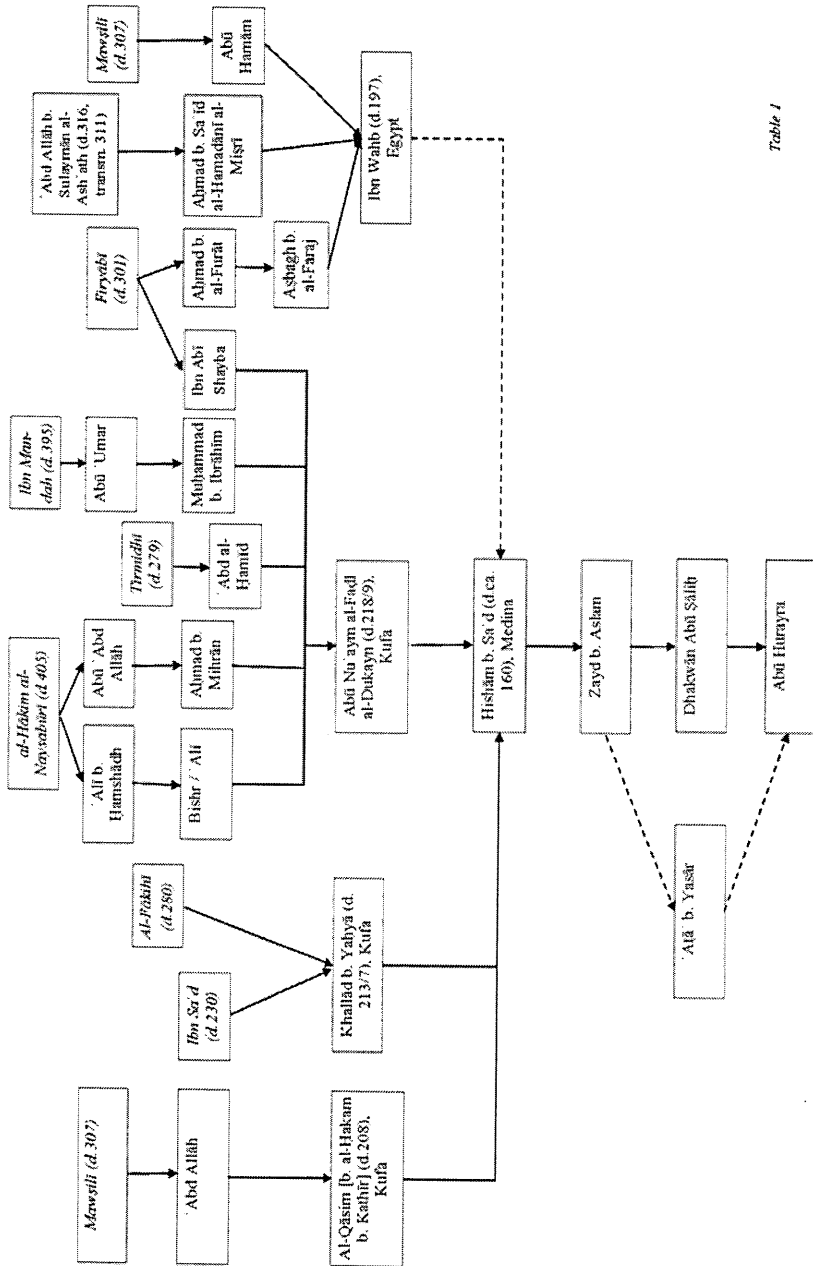 Mawṣili (d.307)
ʿAbd Allāh
Al-Qāsim [b. al-Ḥakam
b. Kathīr] (d.208),
Kufa
Ibn Saʿd
(d.230)
Al-Fākihī
(d.280)
Khallād b. Yaḥyā (d.
213/7), Kufa
al-Ḥākim al-
Naysabūrī (d.405)
ʿAlī b.
Ḥamshādh
Abū ʿAbd
Allāh
Bishr / ʿAlī
Aḥmad b.
Mihrān
Tirmidhī
(d.279)
ʿAbd al-
Ḥamīd
Ibn Man-
dah (d.395)
Abū ʿUmar
Muḥammad
b. Ibrāhīm
Firyābī
(d.301)
Ibn Abī
Shayba
Aḥmad b.
al-Furāt
Aṣbagh b.
al-Faraj
ʿAbd Allāh b.
Sulaymān al-
Ashʿath (d.316,
transm. 311)
Aḥmad b. Saʿīd
al-Hamadānī al-
Miṣrī
Mawṣili
(d.307)
Abū
Hamām
Ibn Wahb (d.197),
Egypt
Abū Nuʿaym al-Faḍl
al-Dukayn (d.218/9),
Kufa
Hishām b. Saʿd (d.ca.
160), Medina
Zayd b. Aslam
Dhakwān Abū Ṣāliḥ
ʿAṭāʾ b. Yasār
Abū Hurayra
Table 1